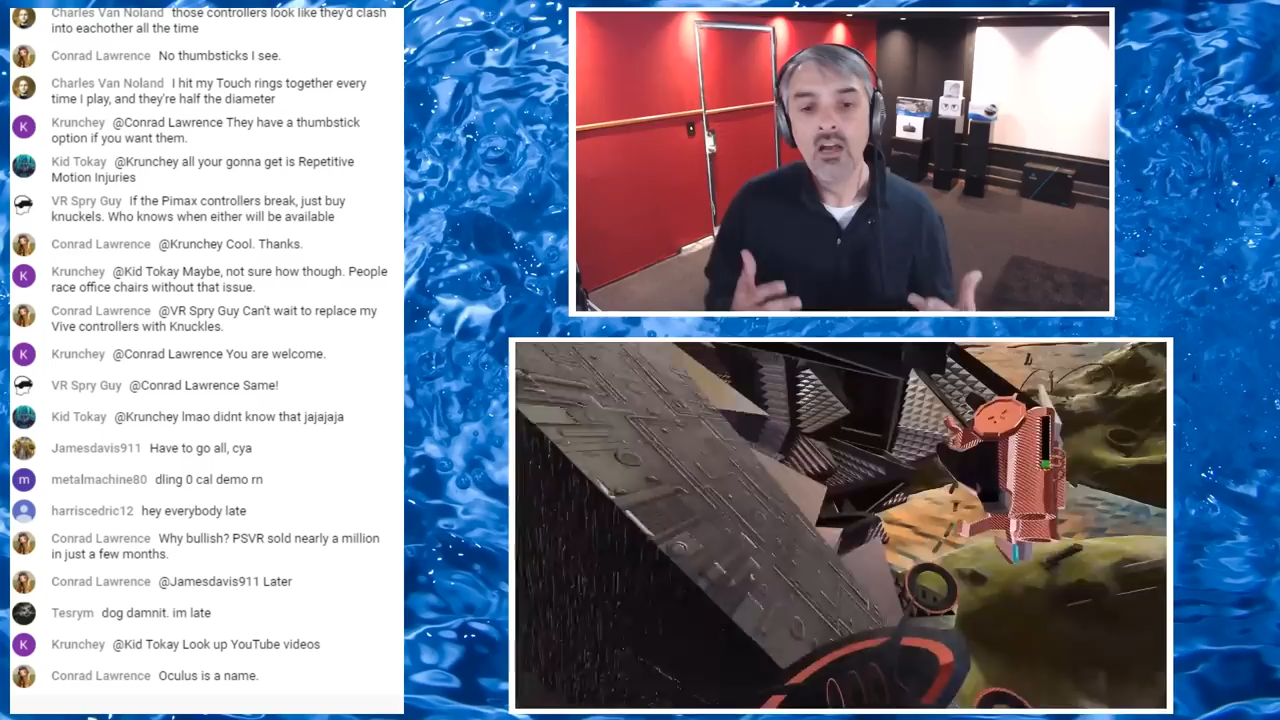 Charles Van Noland those controllers look like they'd clash
into eachother all the time
Conrad Lawrence No thumbsticks I see.
Charles Van Noland I hit my Touch rings together every
time I play, and they're half the diameter
K Krunchey @Conrad Lawrence They have a thumbstick
option if you want them.
Kid Tokay @Krunchey all your gonna get is Repetitive
Motion Injuries
VR Spry Guy If the Pimax controllers break, just buy
knuckels. Who knows when either will be available
Conrad Lawrence @Krunchey Cool. Thanks.
K Krunchey @Kid Tokay Maybe, not sure how though. People
race office chairs without that issue.
Conrad Lawrence @VR Spry Guy Can't wait to replace my
Vive controllers with Knuckles.
K Krunchey @Conrad Lawrence You are welcome.
VR Spry Guy @Conrad Lawrence Same!
Kid Tokay @Krunchey lmao didnt know that jajajaja
Jamesdavis911 Have to go all, cya
m metalmachine80 dling 0 cal demo rn
harriscedric12 hey everybody late
Conrad Lawrence Why bullish? PSVR sold nearly a million
in just a few months.
Conrad Lawrence @Jamesdavis911 Later
Tesrym dog damnit. im late
K Krunchey @Kid Tokay Look up YouTube videos
Conrad Lawrence Oculus is a name.